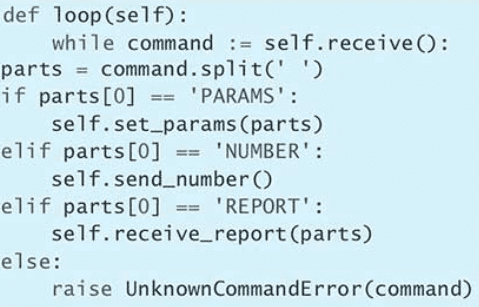 def loop(self):
    while command := self.receive():
parts = command.split(' ')
if parts[0] == 'PARAMS':
    self.set_params(parts)
elif parts[0] == 'NUMBER':
    self.send_number()
elif parts[0] == 'REPORT':
    self.receive_report(parts)
else:
    raise UnknownCommandError(command)